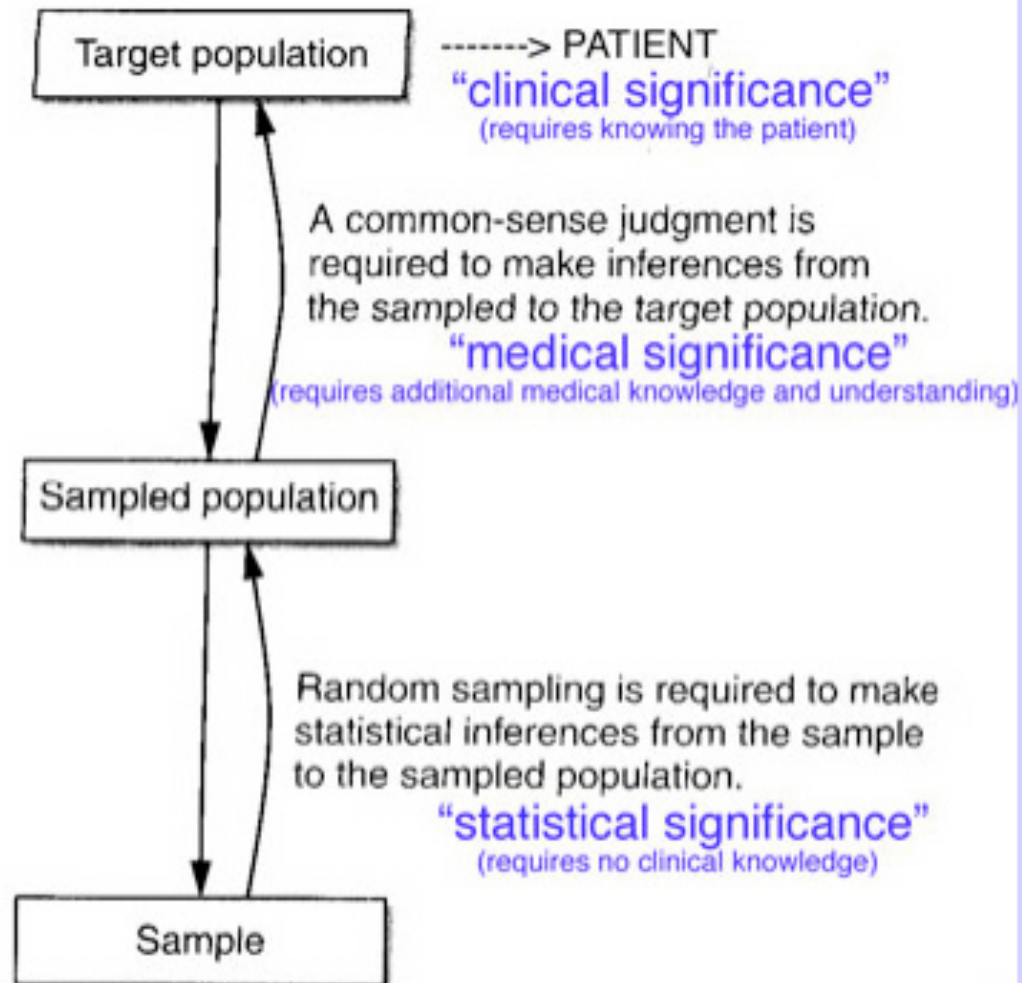 Target population
-------> PATIENT
“clinical significance”
(requires knowing the patient)
A common-sense judgment is
required to make inferences from
the sampled to the target population.
“medical significance”
(requires additional medical knowledge and understanding)
Sampled population
Random sampling is required to make
statistical inferences from the sample
to the sampled population.
“statistical significance”
(requires no clinical knowledge)
Sample